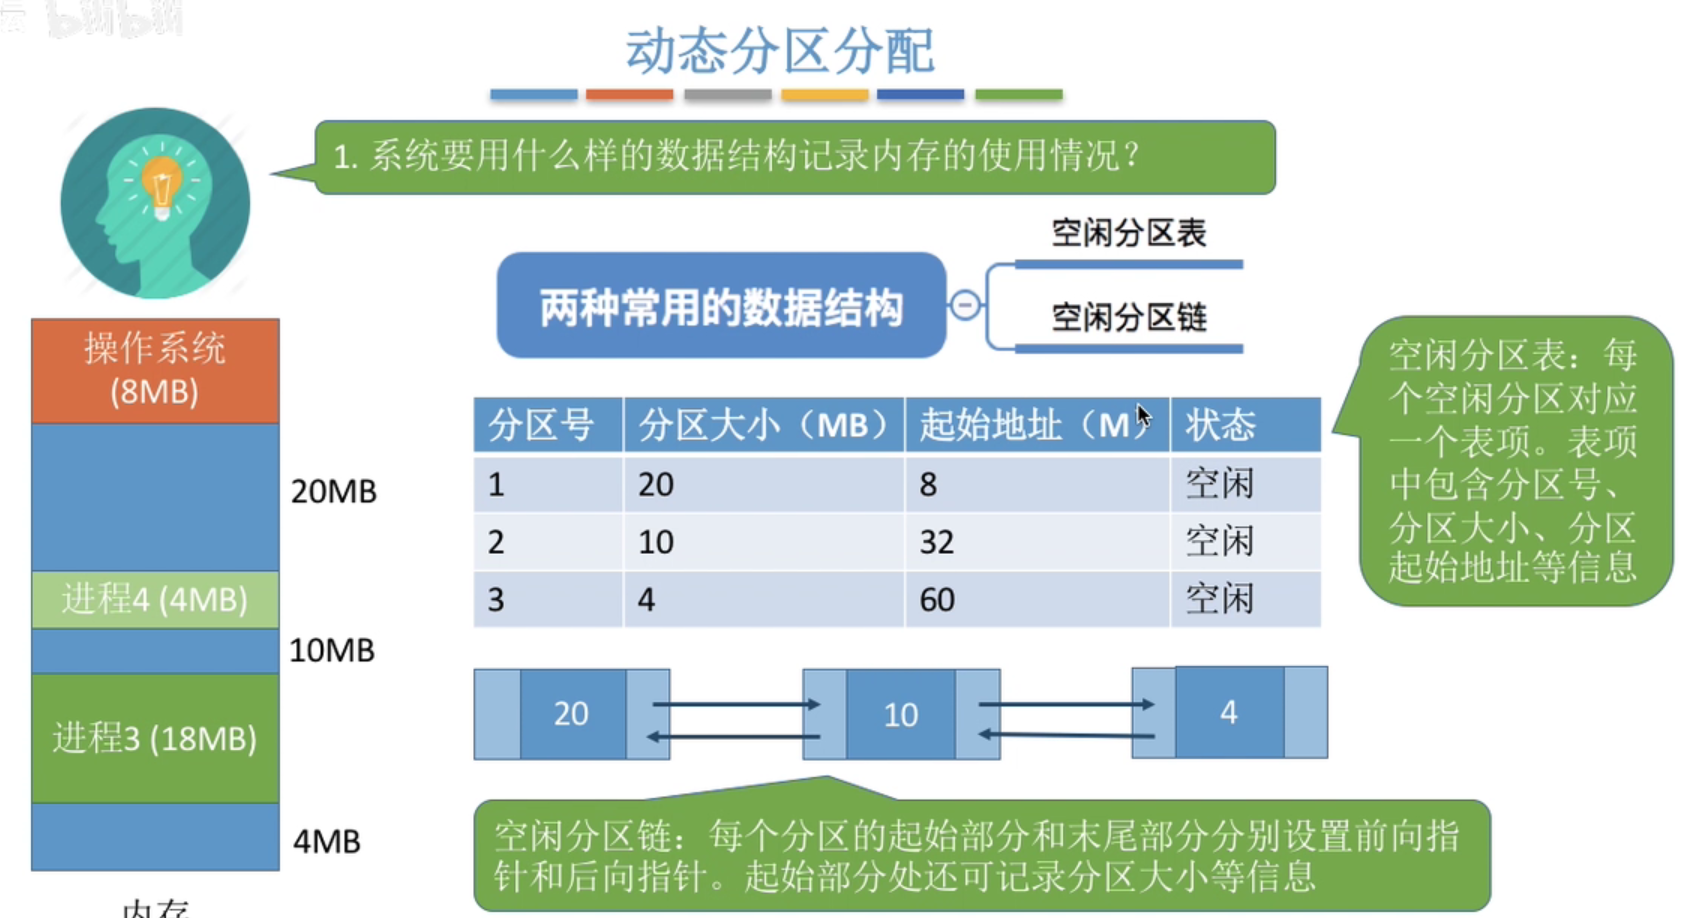 bilibili
动态分区分配
1. 系统要用什么样的数据结构记录内存的使用情况？
两种常用的数据结构
空闲分区表
空闲分区链
操作系统
(8MB)
20MB
进程4 (4MB)
10MB
进程3 (18MB)
4MB
内存
分区号 分区大小（MB） 起始地址（M） 状态
1 20 8 空闲
2 10 32 空闲
3 4 60 空闲
空闲分区表：每
个空闲分区对应
一个表项。表项
中包含分区号、
分区大小、分区
起始地址等信息
20 10 4
空闲分区链：每个分区的起始部分和末尾部分分别设置前向指
针和后向指针。起始部分处还可记录分区大小等信息